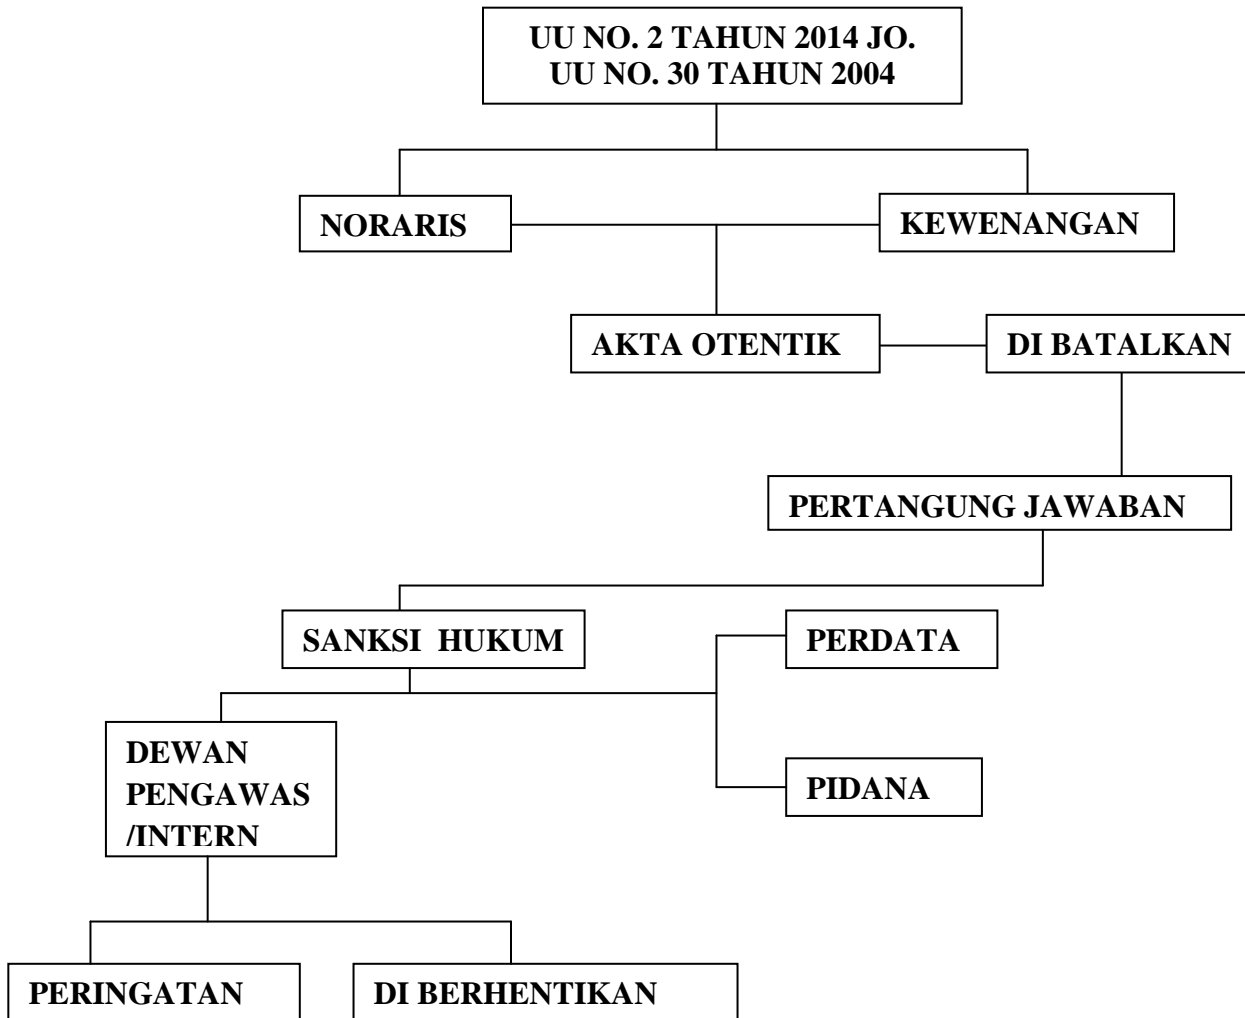 UU NO. 2 TAHUN 2014 JO.
UU NO. 30 TAHUN 2004
NORARIS
KEWENANGAN
AKTA OTENTIK
DI BATALKAN
PERTANGUNG JAWABAN
SANKSI HUKUM
PERDATA
DEWAN
PENGAWAS
/INTERN
PIDANA
PERINGATAN
DI BERHENTIKAN